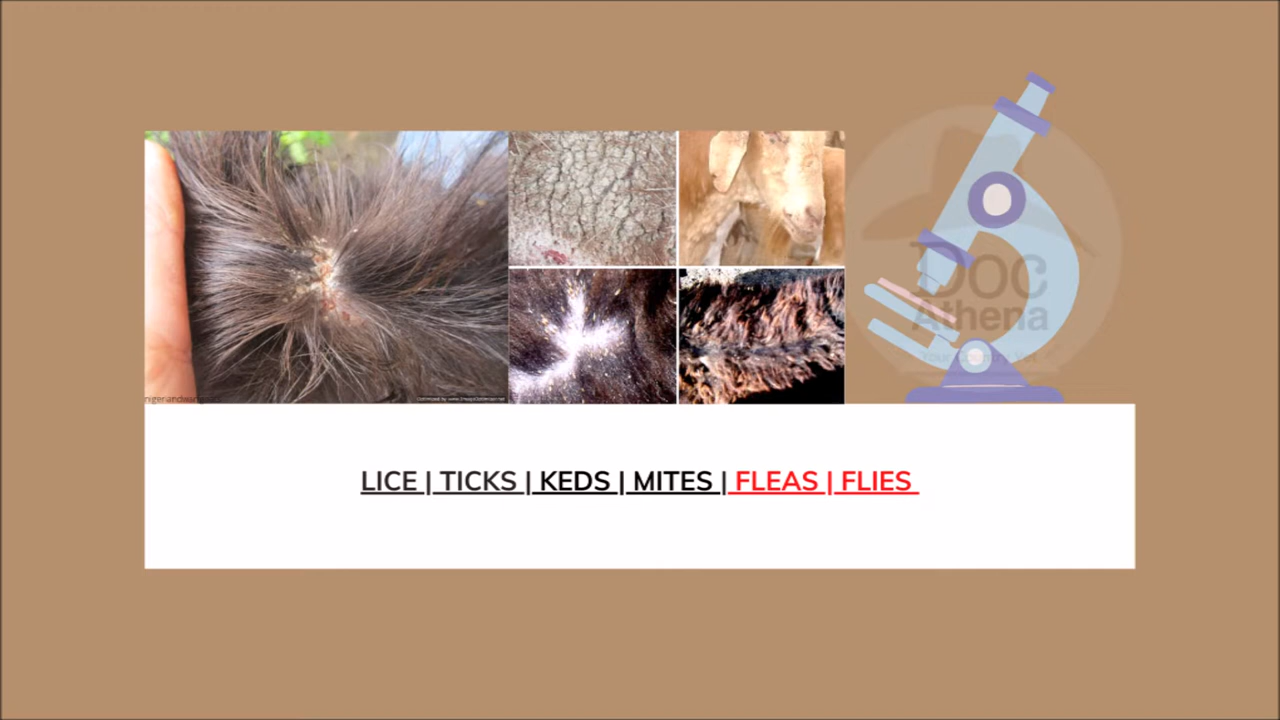 DOC
Athena
LICE | TICKS | KEDS | MITES | FLEAS | FLIES